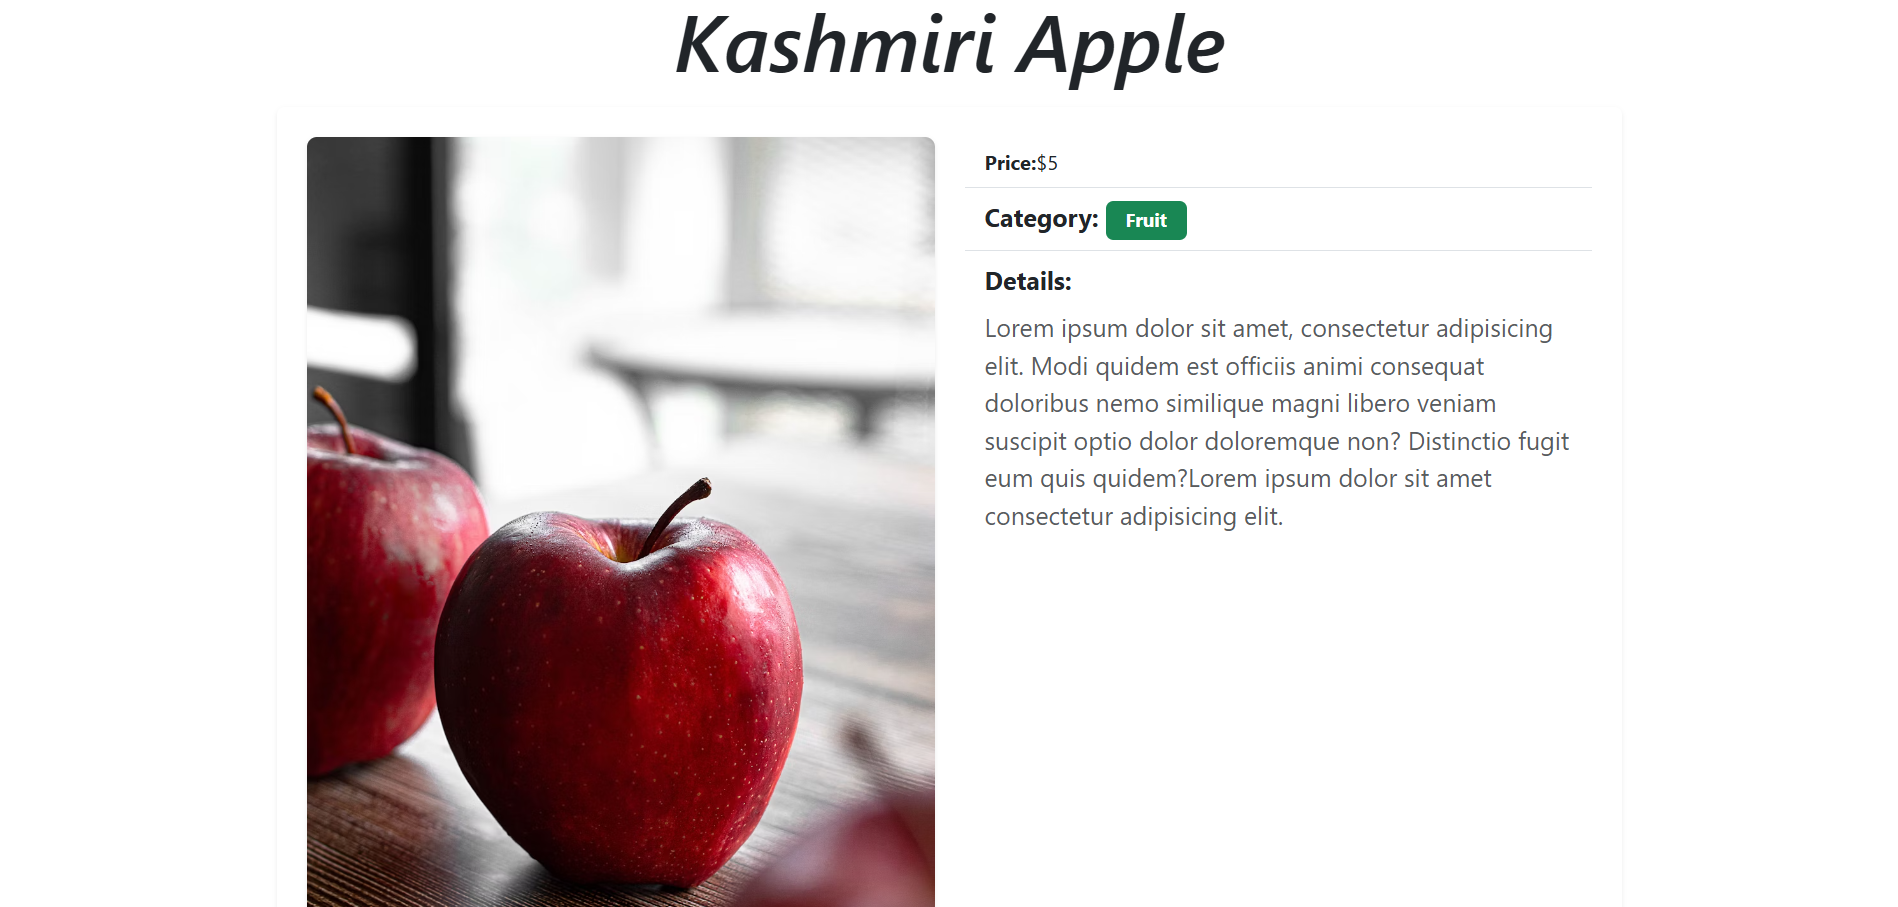 Kashmiri Apple
Price:$5
Category: Fruit
Details:
Lorem ipsum dolor sit amet, consectetur adipisicing
elit. Modi quidem est officiis animi consequat
doloribus nemo similique magni libero veniam
suscipit optio dolor doloremque non? Distinctio fugit
eum quis quidem?Lorem ipsum dolor sit amet
consectetur adipisicing elit.